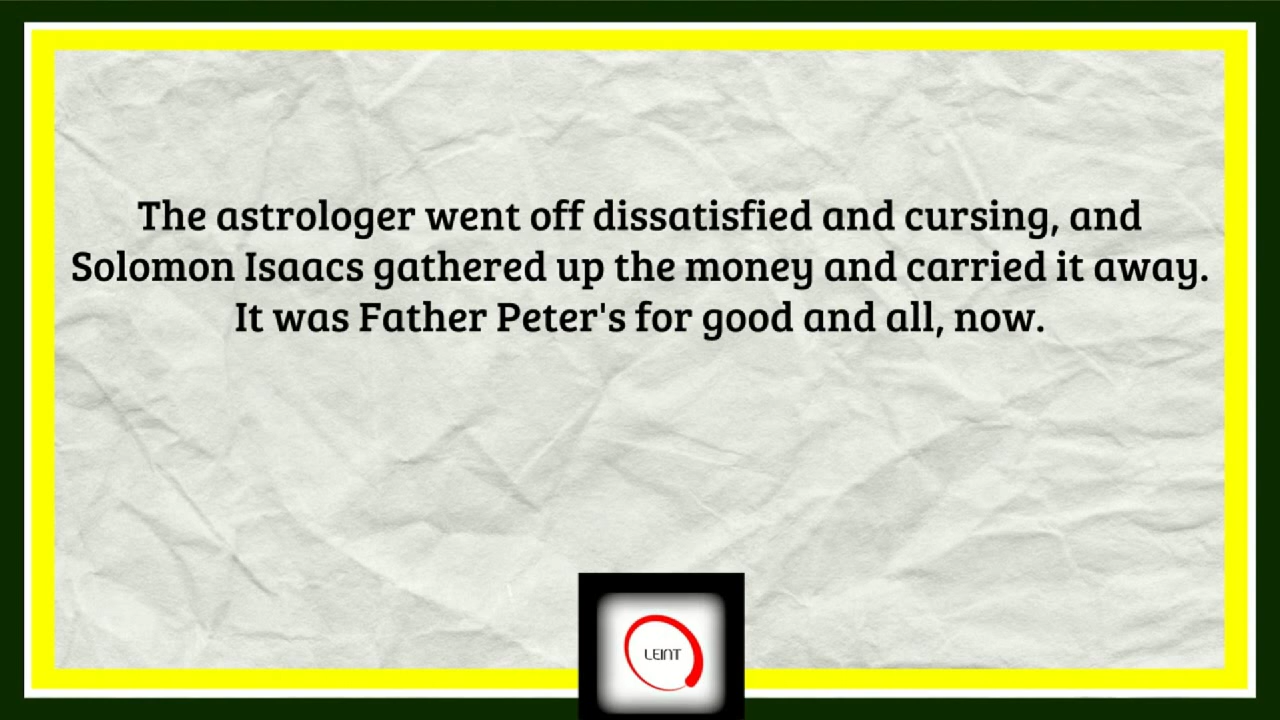 The astrologer went off dissatisfied and cursing, and
Solomon Isaacs gathered up the money and carried it away.
It was Father Peter's for good and all, now.
LEINT